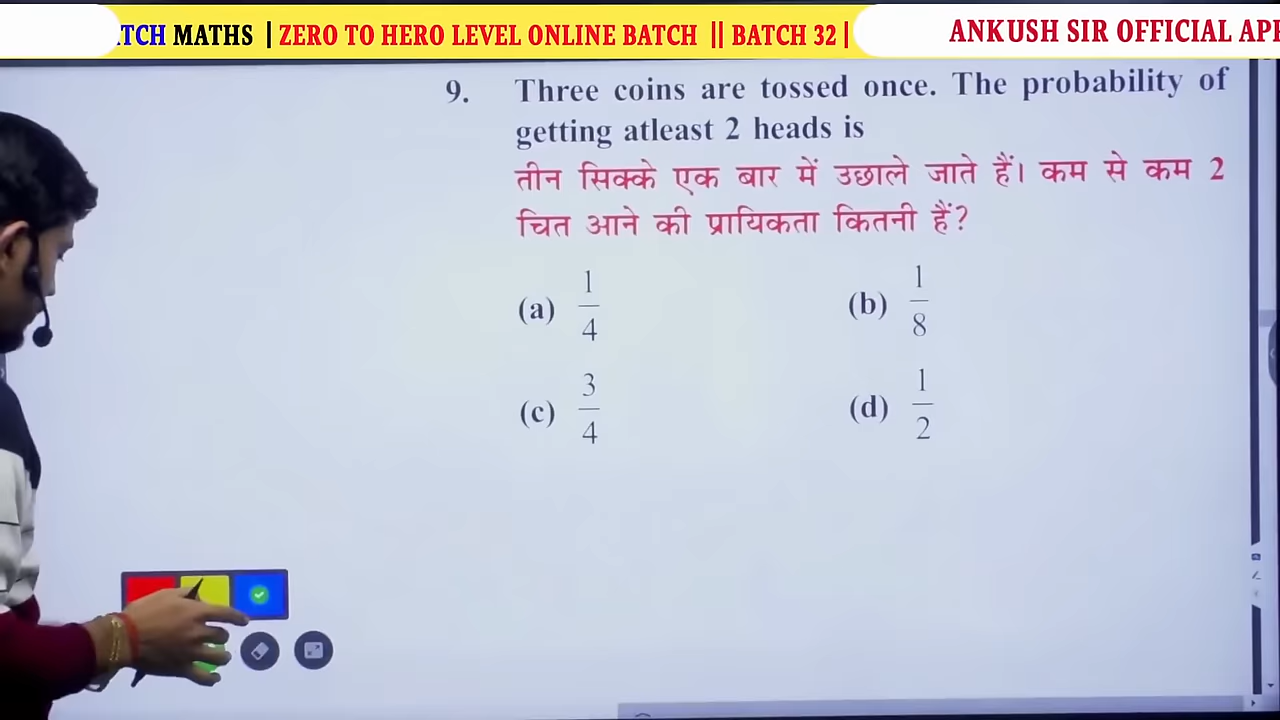 TCH MATHS | ZERO TO HERO LEVEL ONLINE BATCH || BATCH 32 |
ANKUSH SIR OFFICIAL AP
9. Three coins are tossed once. The probability of
getting atleast 2 heads is
तीन सिक्के एक बार में उछाले जाते हैं। कम से कम 2
चित आने की प्रायिकता कितनी हैं?
(a) 1/4 (b) 1/8
(c) 3/4 (d) 1/2